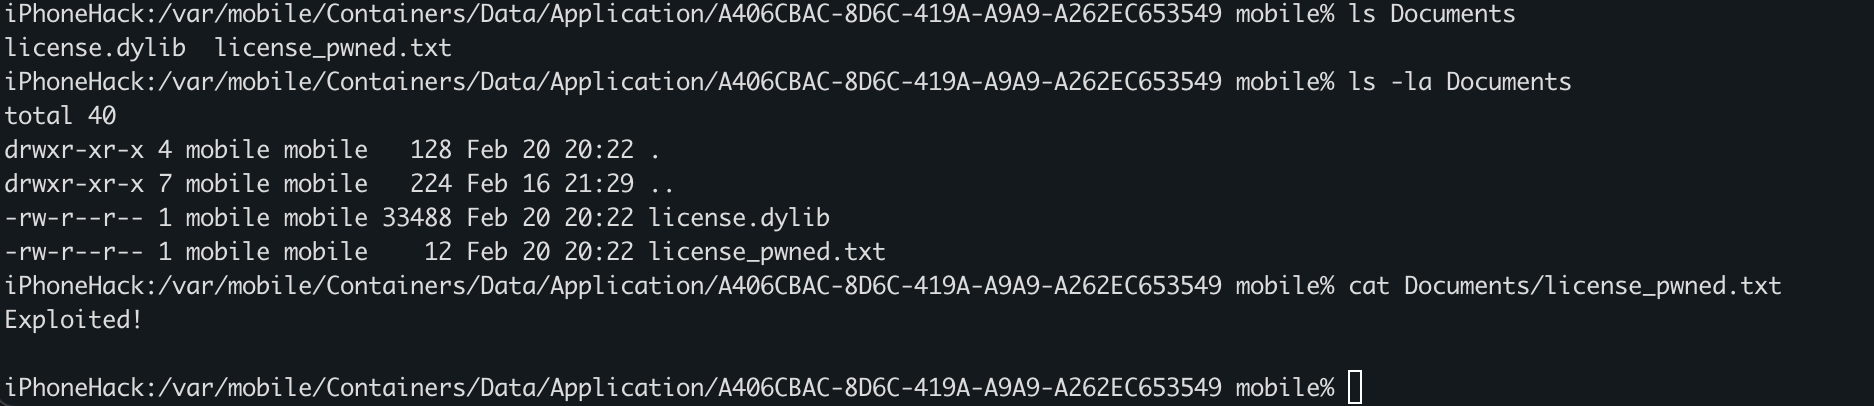 iPhoneHack:/var/mobile/Containers/Data/Application/A406CBAC-8D6C-419A-A9A9-A262EC653549 mobile% ls Documents
license.dylib  license_pwned.txt
iPhoneHack:/var/mobile/Containers/Data/Application/A406CBAC-8D6C-419A-A9A9-A262EC653549 mobile% ls -la Documents
total 40
drwxr-xr-x 4 mobile mobile   128 Feb 20 20:22 .
drwxr-xr-x 7 mobile mobile   224 Feb 16 21:29 ..
-rw-r--r-- 1 mobile mobile 33488 Feb 20 20:22 license.dylib
-rw-r--r-- 1 mobile mobile    12 Feb 20 20:22 license_pwned.txt
iPhoneHack:/var/mobile/Containers/Data/Application/A406CBAC-8D6C-419A-A9A9-A262EC653549 mobile% cat Documents/license_pwned.txt
Exploited!
iPhoneHack:/var/mobile/Containers/Data/Application/A406CBAC-8D6C-419A-A9A9-A262EC653549 mobile%